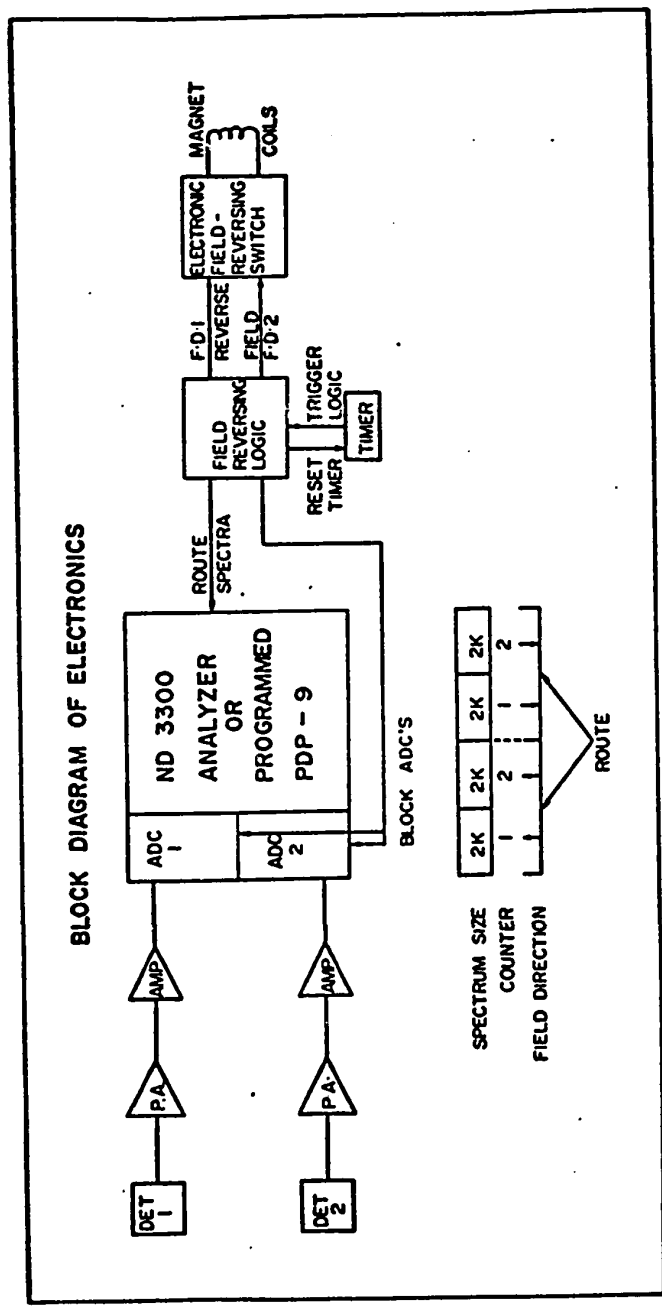 BLOCK DIAGRAM OF ELECTRONICS
DET
1
P.A.
AMP
ADC
1
DET
2
P.A.
AMP
ADC
2
ND 3300
ANALYZER
OR
PROGRAMMED
PDP - 9
ROUTE
SPECTRA
BLOCK ADC'S
FIELD
REVERSING
LOGIC
RESET
TIMER
TRIGGER
LOGIC
TIMER
F.D.1
REVERSE
FIELD
F.D.2
ELECTRONIC
FIELD-
REVERSING
SWITCH
MAGNET
COILS
SPECTRUM SIZE 2K 2K 2K 2K
COUNTER 1 2 1 2
FIELD DIRECTION
ROUTE